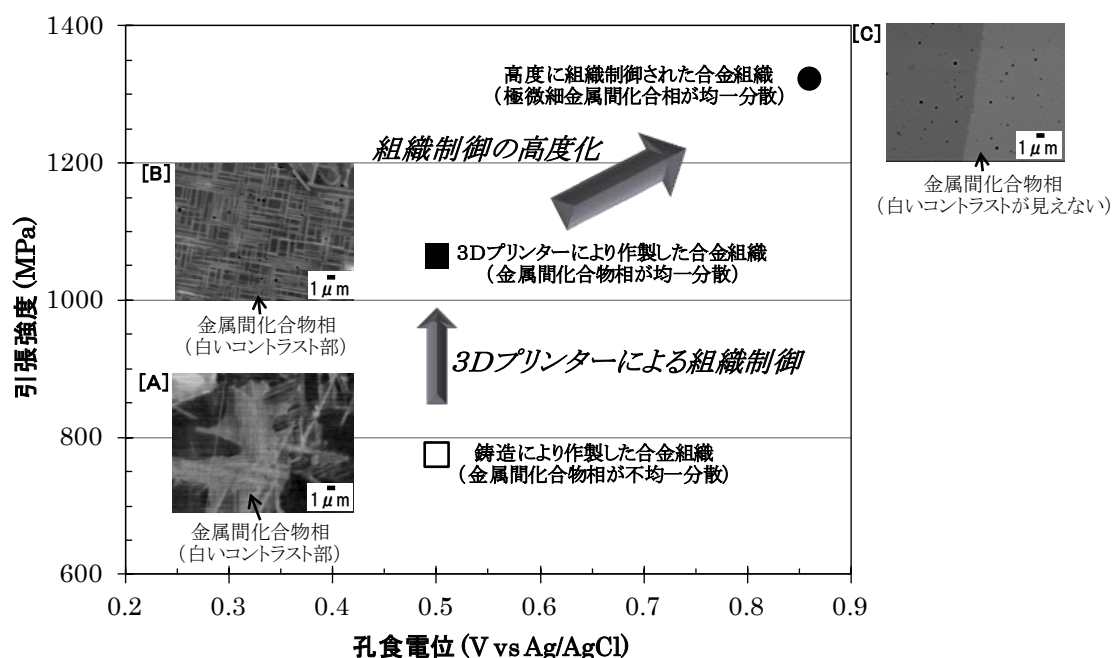 1400
1200
1000
800
600
引張強度 (MPa)
0.2
0.3
0.4
0.5
0.6
0.7
0.8
0.9
孔食電位 (V vs Ag/AgCl)
高度に組織制御された合金組織
(極微細金属間化合相が均一分散)
組織制御の高度化
3Dプリンターにより作製した合金組織
(金属間化合物相が均一分散)
3Dプリンターによる組織制御
鋳造により作製した合金組織
(金属間化合物相が不均一分散)
[B]
1μm
金属間化合物相
(白いコントラスト部)
[A]
1μm
金属間化合物相
(白いコントラスト部)
[C]
1μm
金属間化合物相
(白いコントラストが見えない)